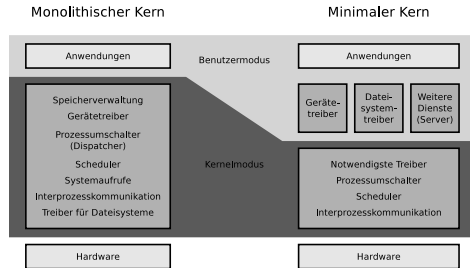 Monolithischer Kern
Minimaler Kern
Anwendungen
Benutzermodus
Anwendungen
Speicherverwaltung
Gerätetreiber
Prozessumschalter
(Dispatcher)
Scheduler
Systemaufrufe
Interprozesskommunikation
Treiber für Dateisysteme
Kernelmodus
Geräte-
treiber
Datei-
system-
treiber
Weitere
Dienste
(Server)
Notwendigste Treiber
Prozessumschalter
Scheduler
Interprozesskommunikation
Hardware
Hardware